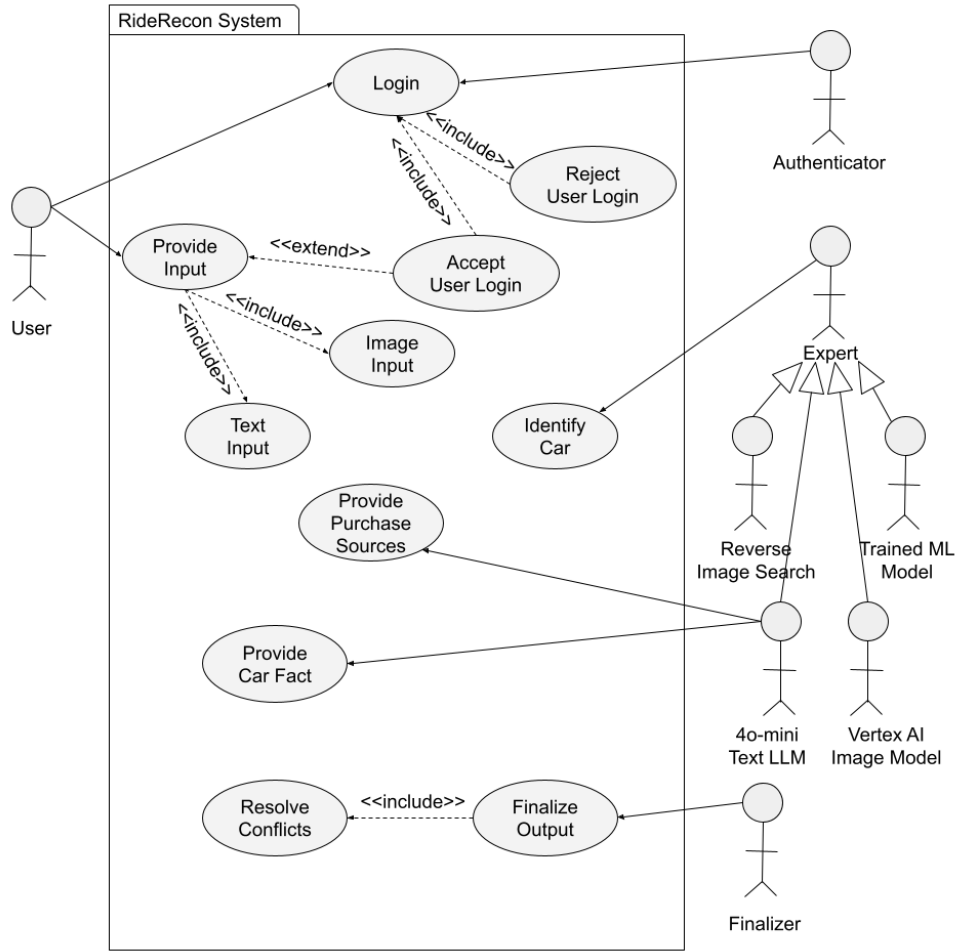 RideRecon System
Login
<<include>>
<<include>>
Reject
User Login
Authenticator
Provide
Input
<<extend>>
Accept
User Login
User
<<include>>
<<include>>
Image
Input
Expert
Text
Input
Identify
Car
Provide
Purchase
Sources
Reverse
Image Search
Trained ML
Model
Provide
Car Fact
4o-mini
Text LLM
Vertex AI
Image Model
Resolve
Conflicts
<<include>>
Finalize
Output
Finalizer